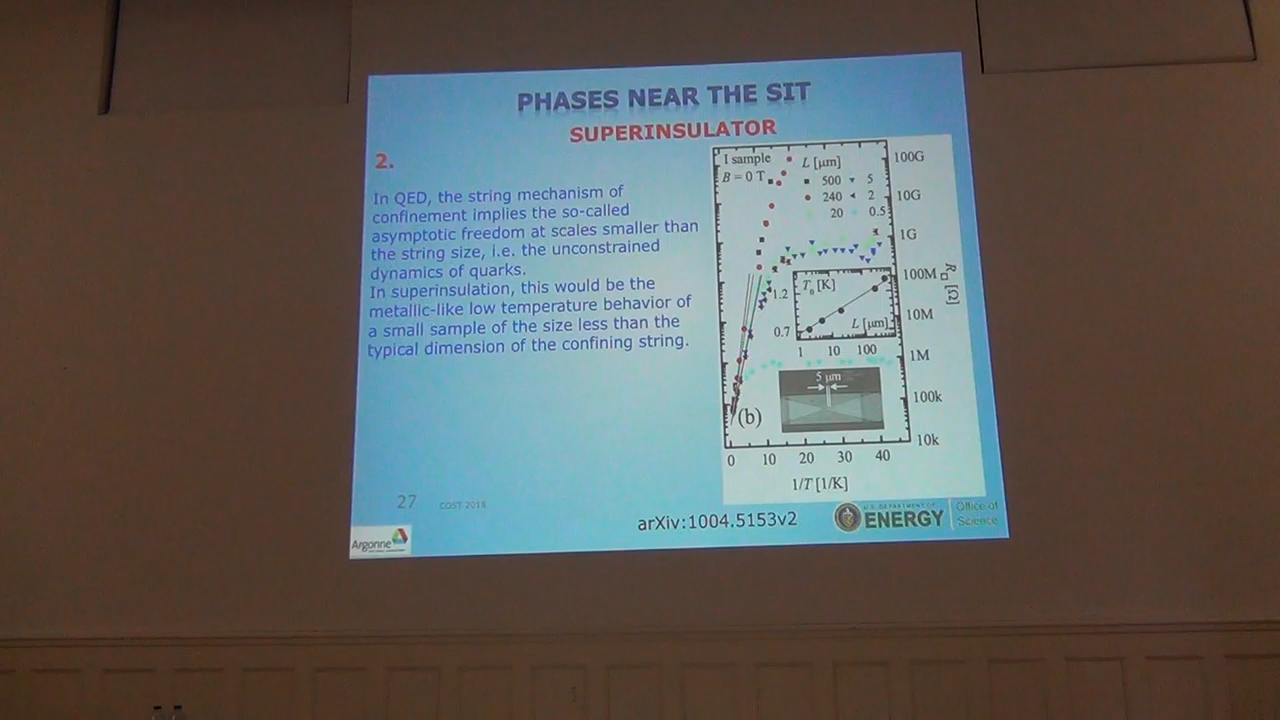 PHASES NEAR THE SIT
SUPERINSULATOR
2.
In QED, the string mechanism of
confinement implies the so-called
asymptotic freedom at scales smaller than
the string size, i.e. the unconstrained
dynamics of quarks.
In superinsulation, this would be the
metallic-like low temperature behavior of
a small sample of the size less than the
typical dimension of the confining string.
I sample
B = 0 T
L [μm]
500 5
240 2
20 0.5
100G
10G
1G
100M
10M
1M
100k
10k
R□ [Ω]
T0 [K]
1.2
0.7
L [μm]
1 10 100
5 μm
(b)
0 10 20 30 40
1/T [1/K]
27
COST 2018
arXiv:1004.5153v2
Argonne
U.S. DEPARTMENT OF
ENERGY
Office of
Science